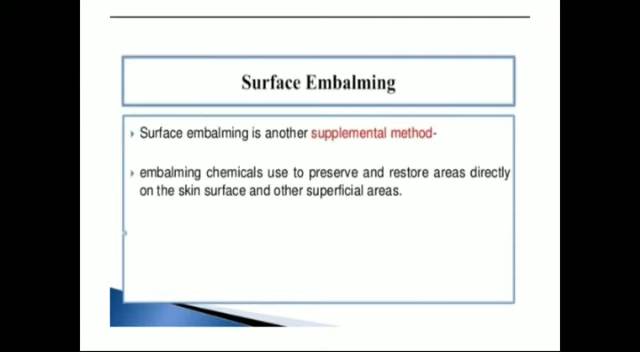 Surface Embalming
Surface embalming is another supplemental method-
embalming chemicals use to preserve and restore areas directly
on the skin surface and other superficial areas.